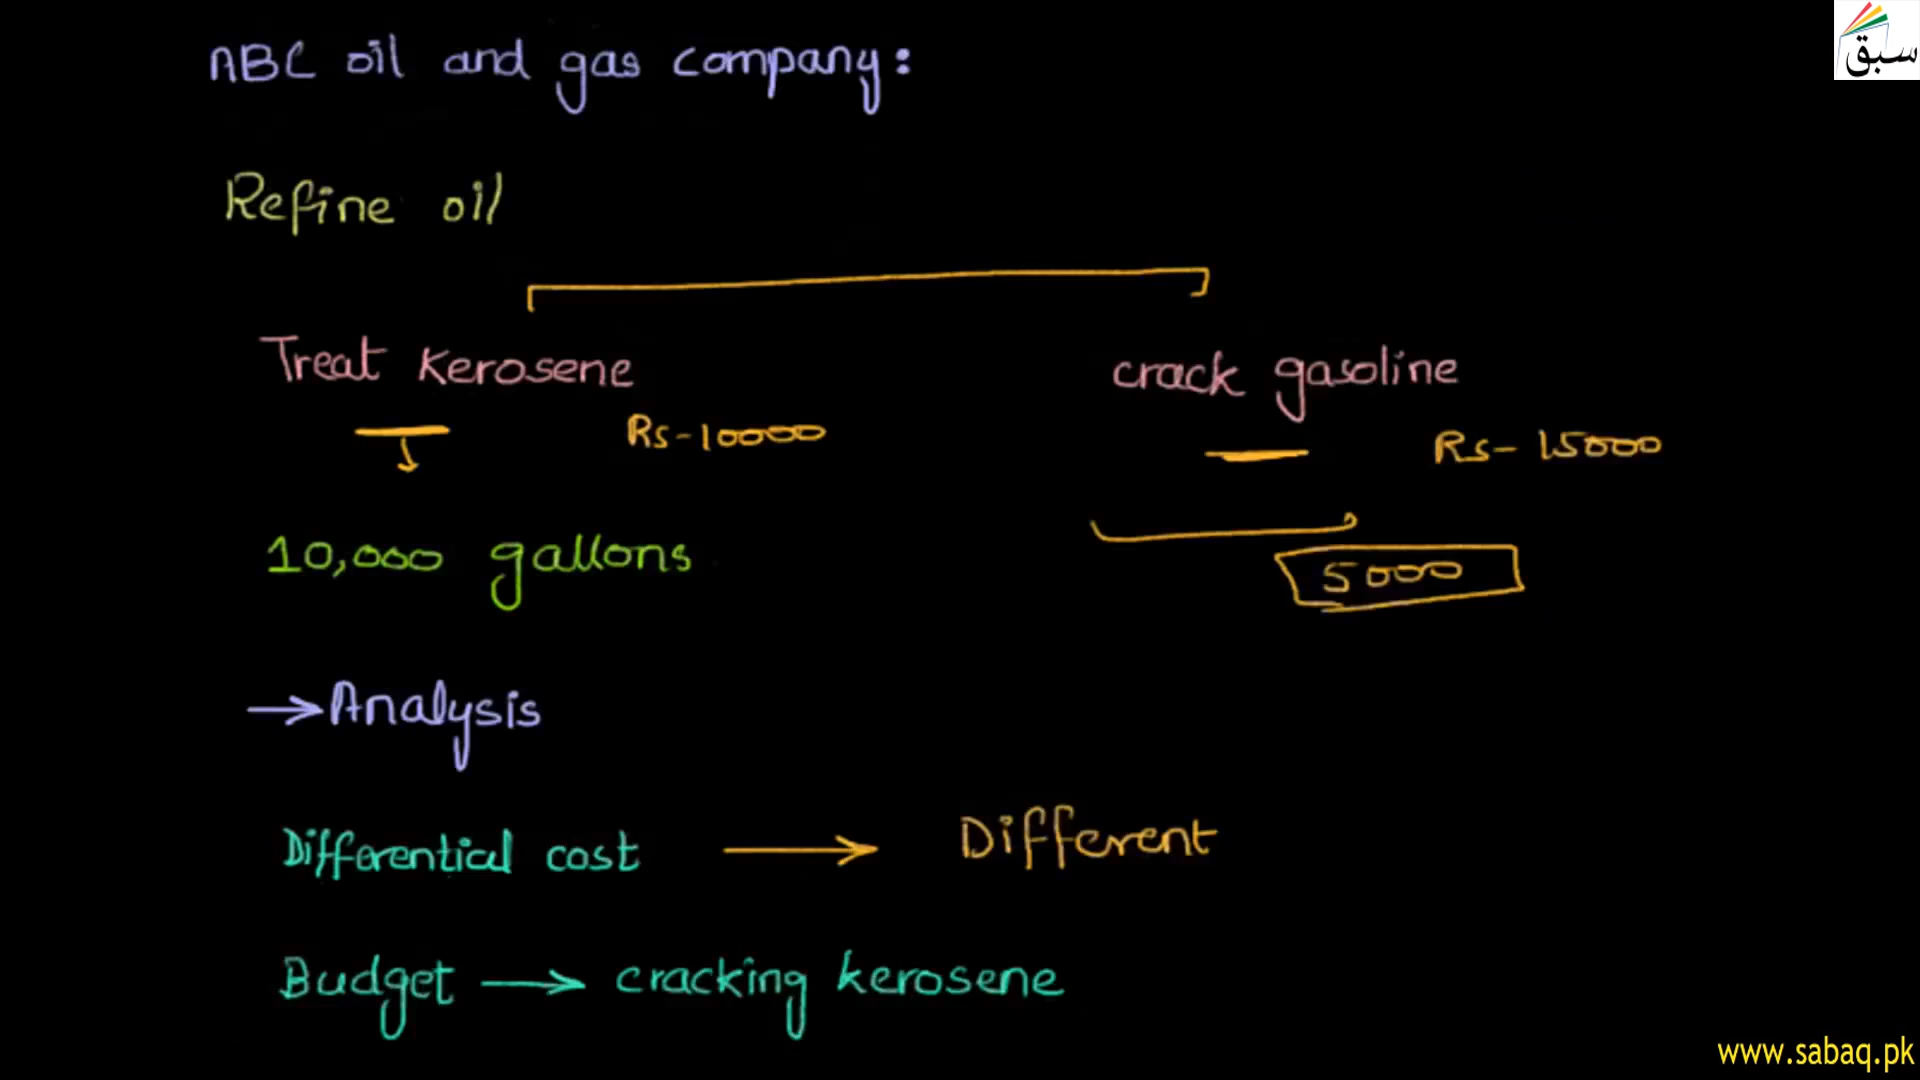 سبق
ABC oil and gas company:
Refine oil
Treat Kerosene
crack gasoline
Rs-10000
Rs-15000
10,000 gallons
5000
→Analysis
Differential cost → Different
Budget → cracking kerosene
www.sabaq.pk